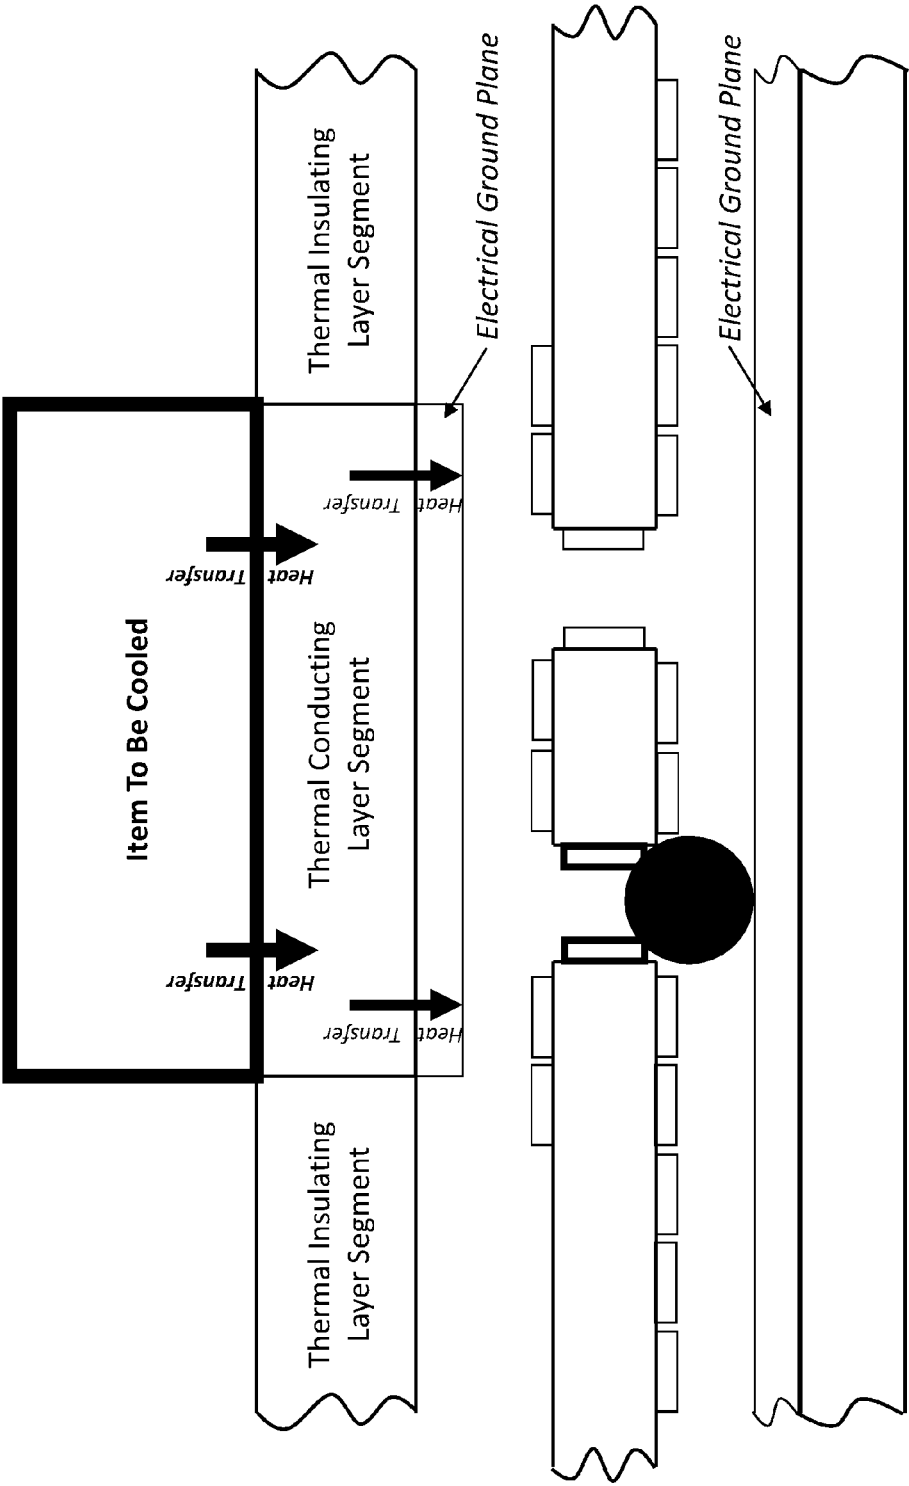 Item To Be Cooled
Heat
Transfer
Heat
Transfer
Thermal Insulating
Layer Segment
Thermal Conducting
Layer Segment
Thermal Insulating
Layer Segment
Heat
Transfer
Heat
Transfer
Electrical Ground Plane
Electrical Ground Plane